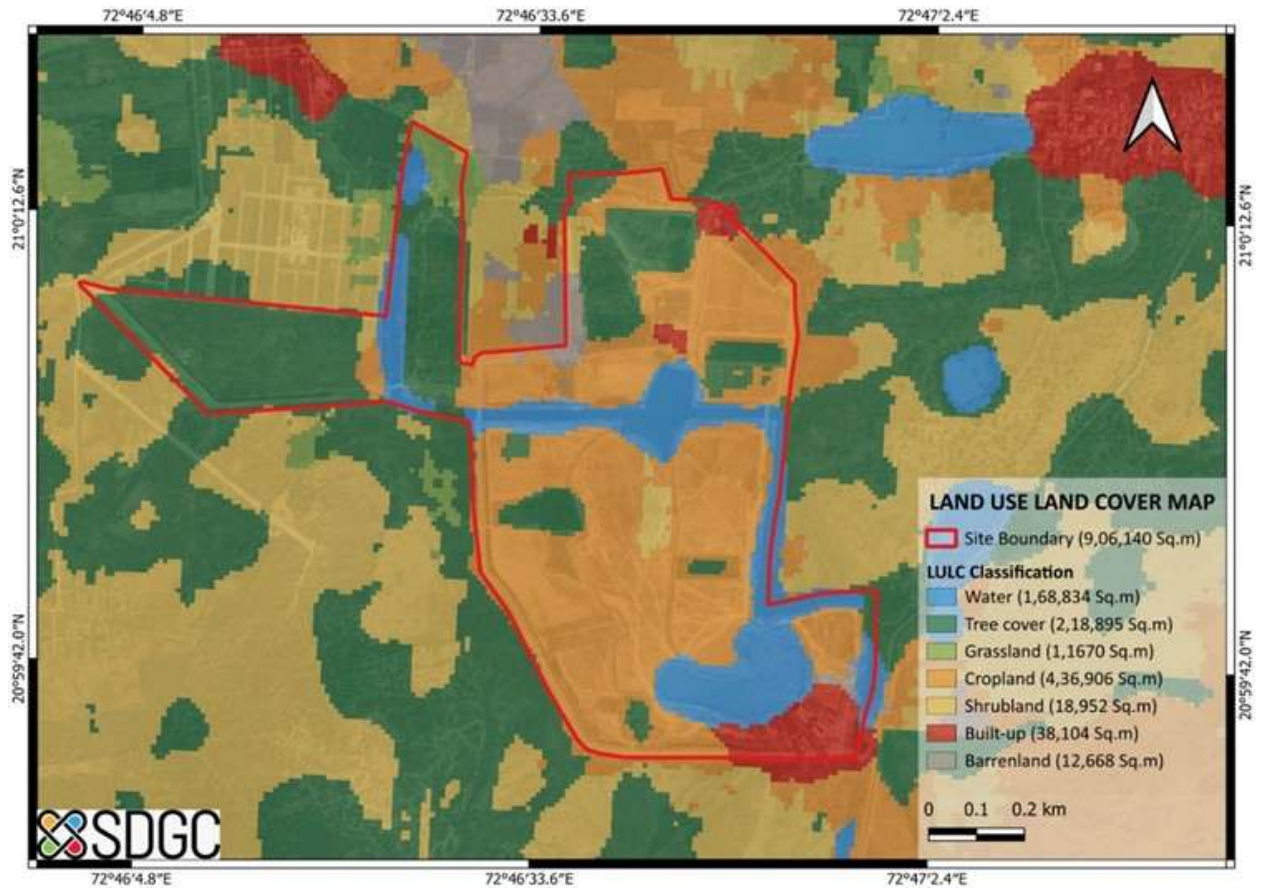 72°46'4.8"E 72°46'33.6"E 72°47'2.4"E
21°0'12.6"N
21°0'12.6"N
LAND USE LAND COVER MAP
Site Boundary (9,06,140 Sq.m)
LULC Classification
Water (1,68,834 Sq.m)
Tree cover (2,18,895 Sq.m)
Grassland (1,1670 Sq.m)
Cropland (4,36,906 Sq.m)
Shrubland (18,952 Sq.m)
Built-up (38,104 Sq.m)
Barrenland (12,668 Sq.m)
0 0.1 0.2 km
20°59'42.0"N
20°59'42.0"N
SDGC
72°46'4.8"E 72°46'33.6"E 72°47'2.4"E